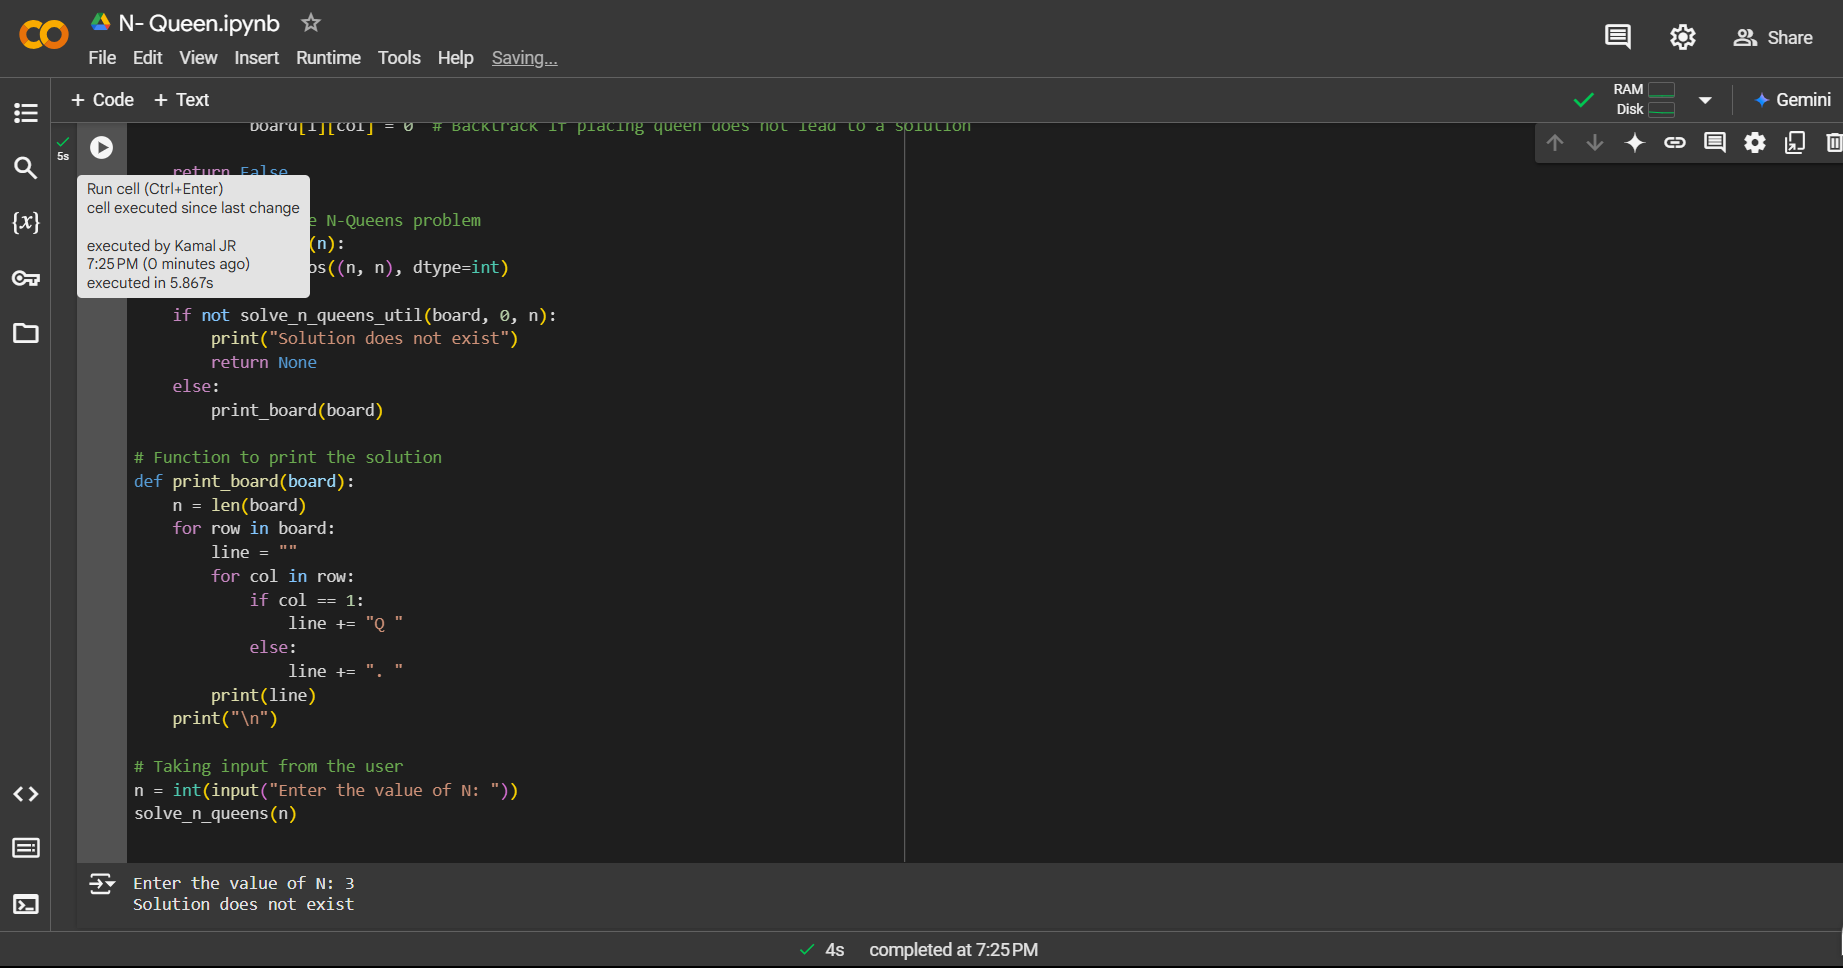 N- Queen.ipynb
File Edit View Insert Runtime Tools Help Saving...
Share
+ Code + Text
RAM
Disk
Gemini
5s
board[i][col] = 0  # Backtrack if placing queen does not lead to a solution
return False
Run cell (Ctrl+Enter)
cell executed since last change
executed by Kamal JR
7:25 PM (0 minutes ago)
executed in 5.867s
e N-Queens problem
(n):
os((n, n), dtype=int)
if not solve_n_queens_util(board, 0, n):
print("Solution does not exist")
return None
else:
print_board(board)
# Function to print the solution
def print_board(board):
n = len(board)
for row in board:
line = ""
for col in row:
if col == 1:
line += "Q "
else:
line += ". "
print(line)
print("\n")
# Taking input from the user
n = int(input("Enter the value of N: "))
solve_n_queens(n)
Enter the value of N: 3
Solution does not exist
4s completed at 7:25 PM